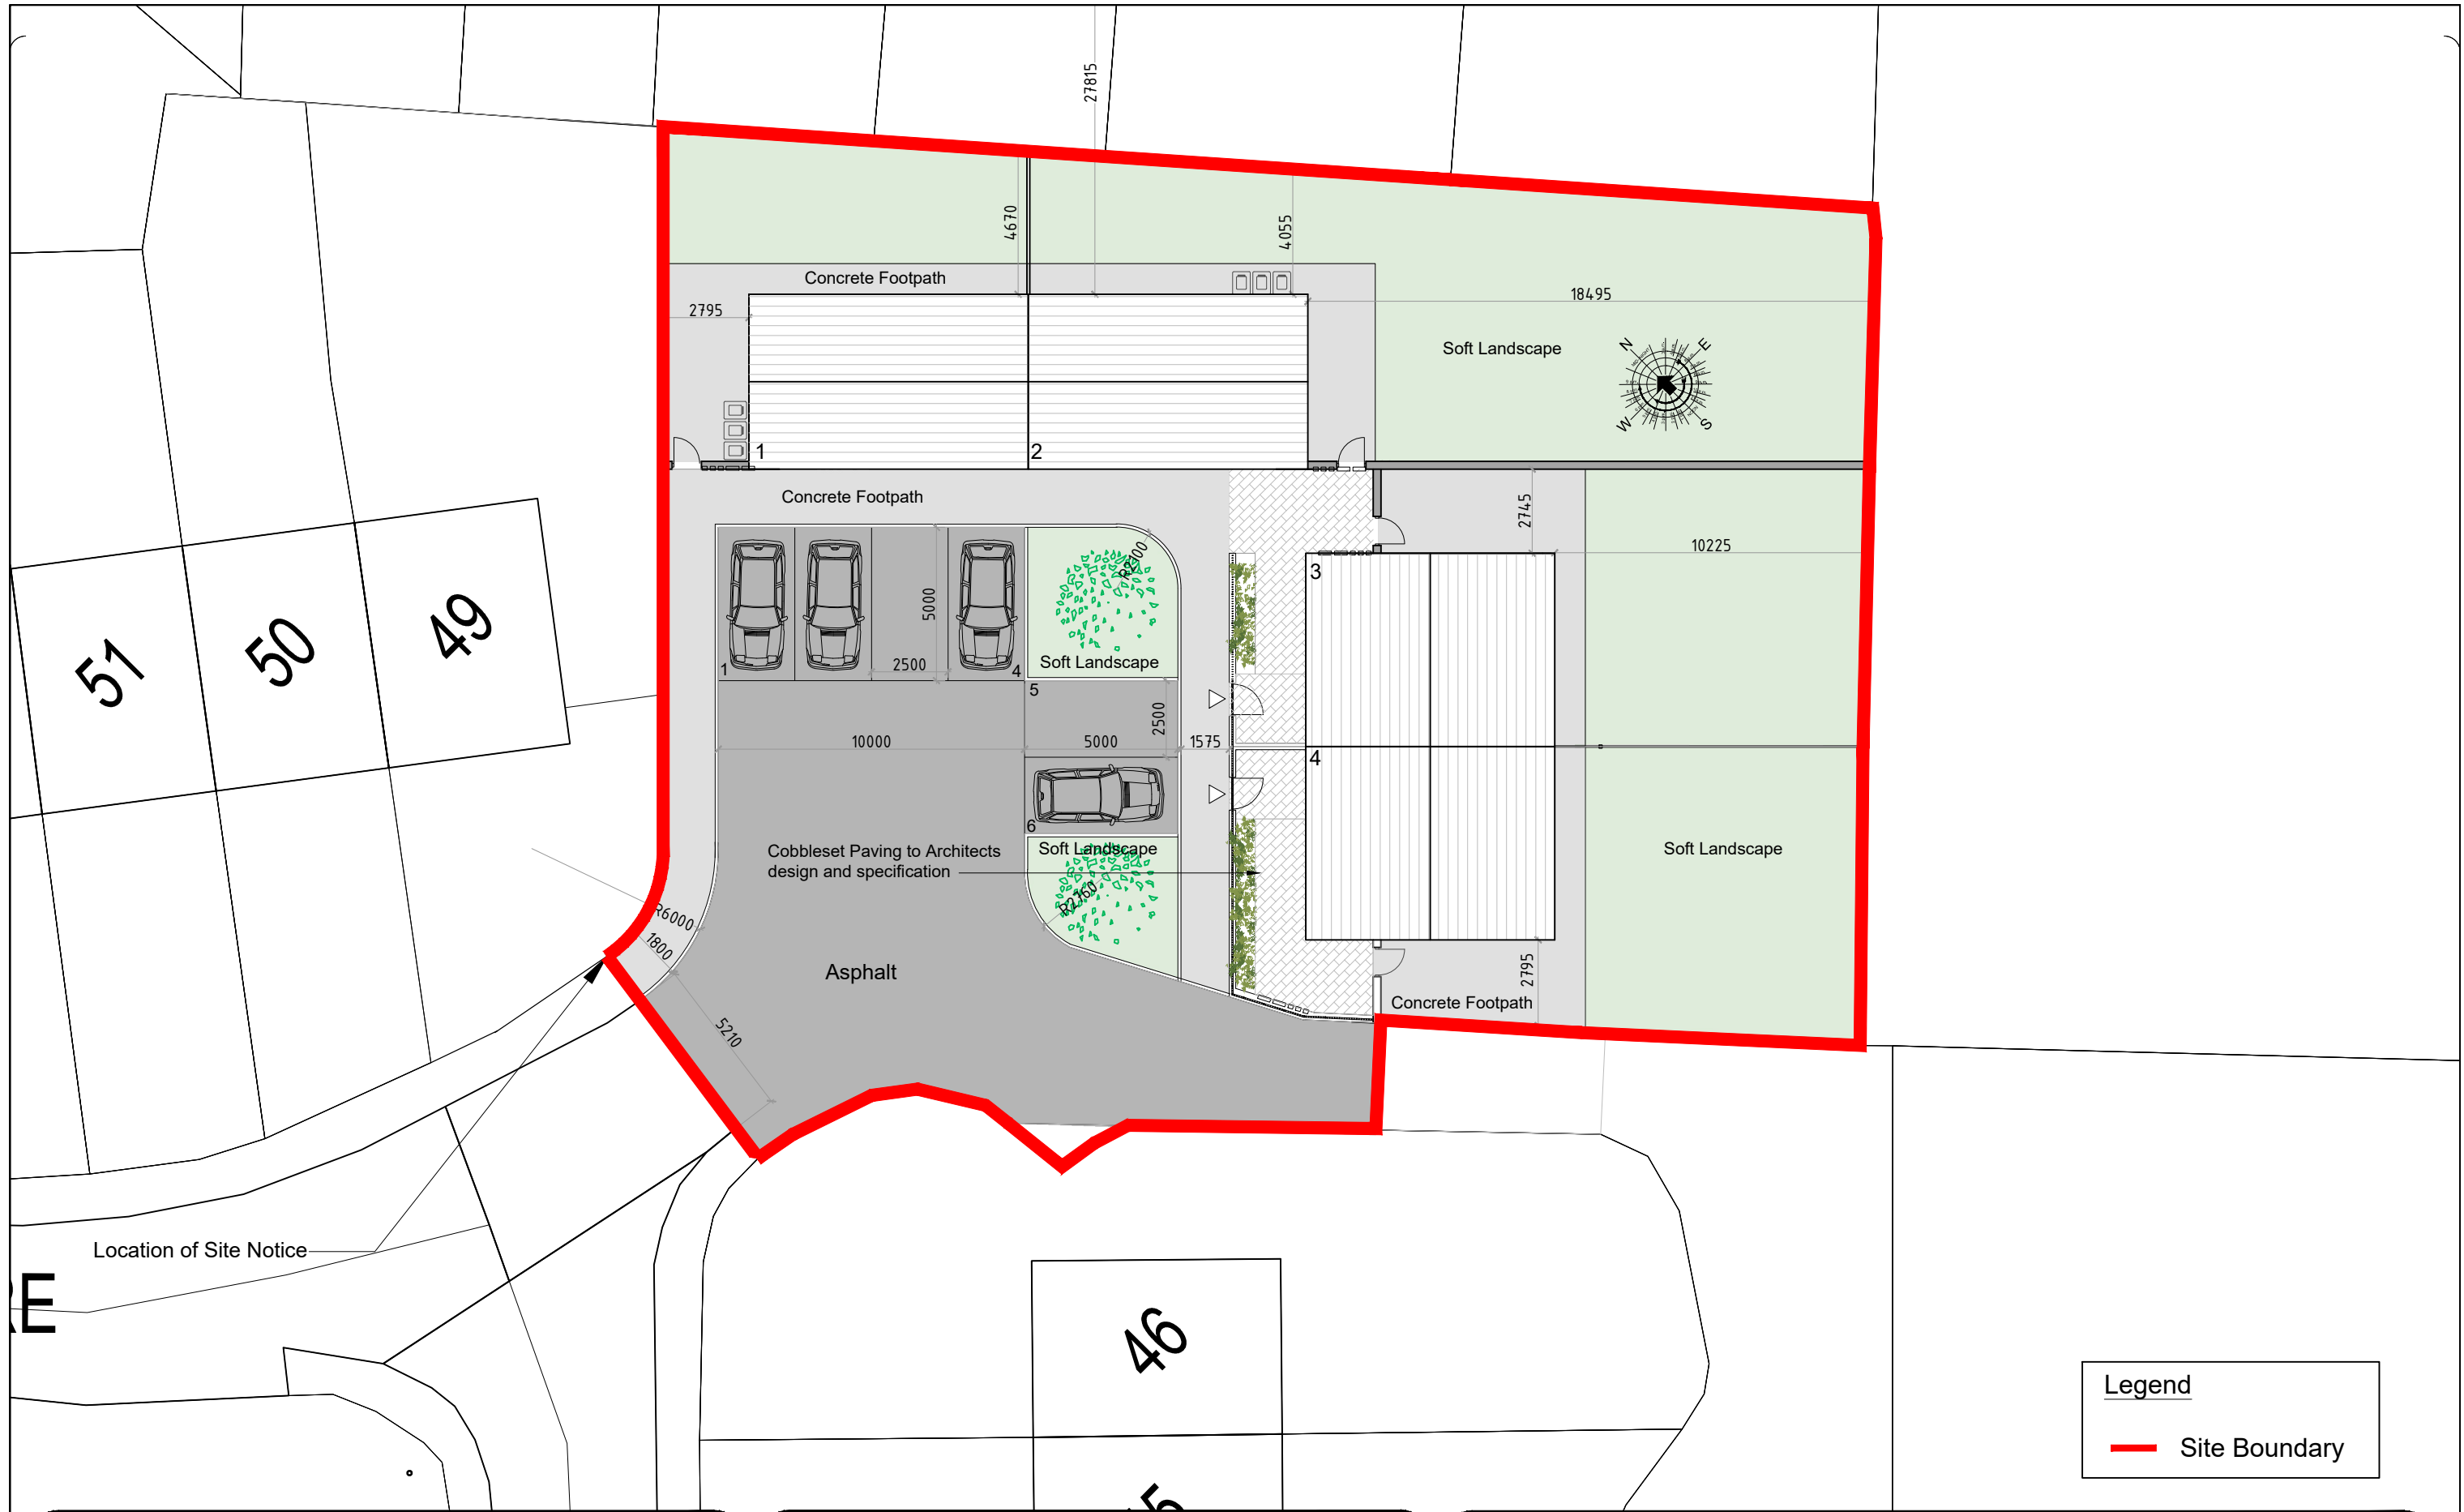 27815
4670
4055
Concrete Footpath
2795
18495
Soft Landscape
N
E
W
S
1
2
Concrete Footpath
2745
10225
R2100
3
5000
2500
1
4
Soft Landscape
5
2500
10000
5000
1575
4
6
Cobbleset Paving to Architects
design and specification
Soft Landscape
R2760
Soft Landscape
R6000
1800
Asphalt
2795
Concrete Footpath
5210
51
50
49
Location of Site Notice
46
Legend
Site Boundary